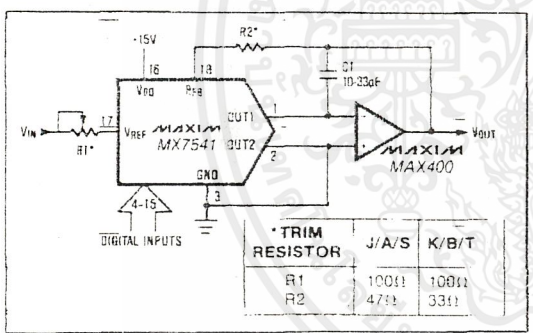 -15V
R2*
16
18
VDD
RFB
C1
10-33pF
VIN
17
VREF
R1*
MAXIM
MX7541
OUT1
1
OUT2
2
GND
3
VOUT
MAXIM
MAX400
4-15
DIGITAL INPUTS
*TRIM RESISTOR J/A/S K/B/T
R1 100Ω 100Ω
R2 47Ω 33Ω